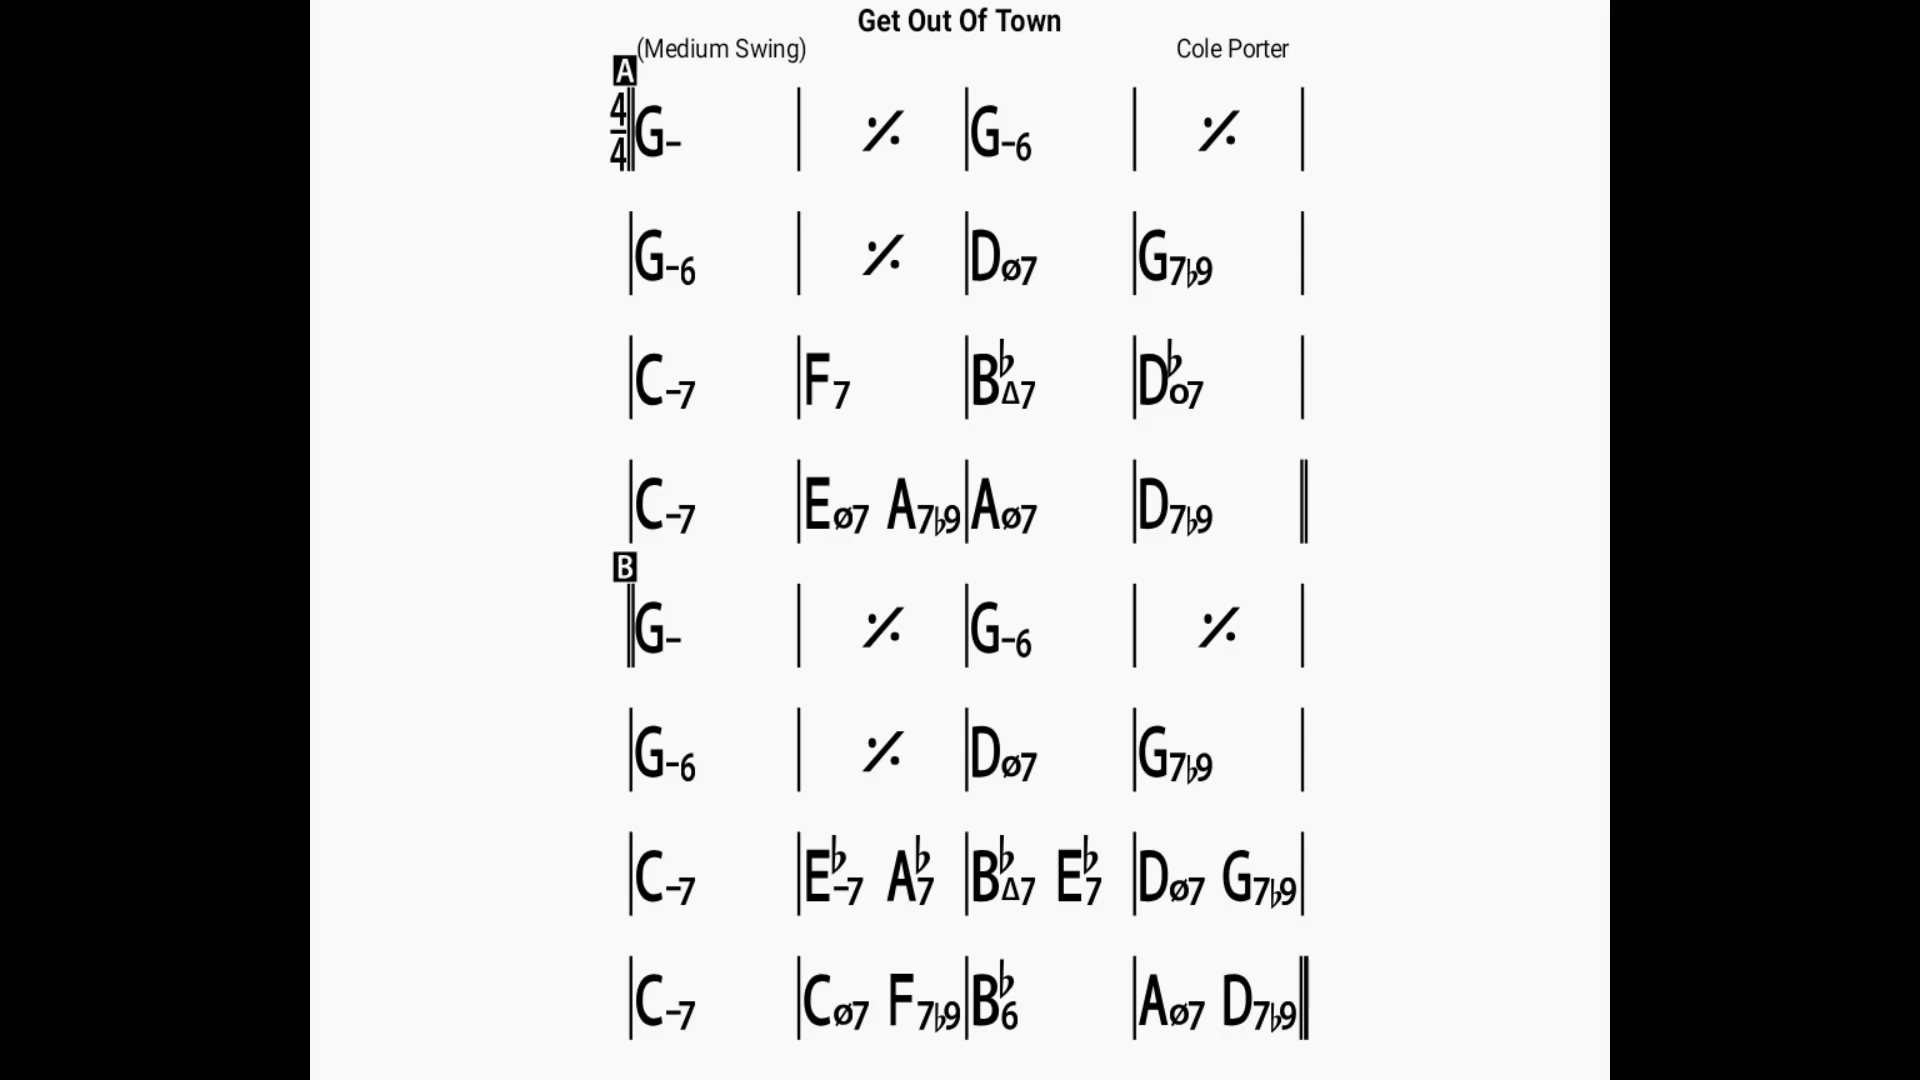 Get Out Of Town
(Medium Swing) Cole Porter
A
4/4 G– | 𝄎 | G–6 | 𝄎 |
| G–6 | 𝄎 | Dø7 | G7♭9 |
| C–7 | F7 | B♭Δ7 | D♭o7 |
| C–7 | Eø7 A7♭9 | Aø7 | D7♭9 ||
B
|| G– | 𝄎 | G–6 | 𝄎 |
| G–6 | 𝄎 | Dø7 | G7♭9 |
| C–7 | E♭–7 A♭7 | B♭Δ7 E♭7 | Dø7 G7♭9 |
| C–7 | Cø7 F7♭9 | B♭6 | Aø7 D7♭9 ||